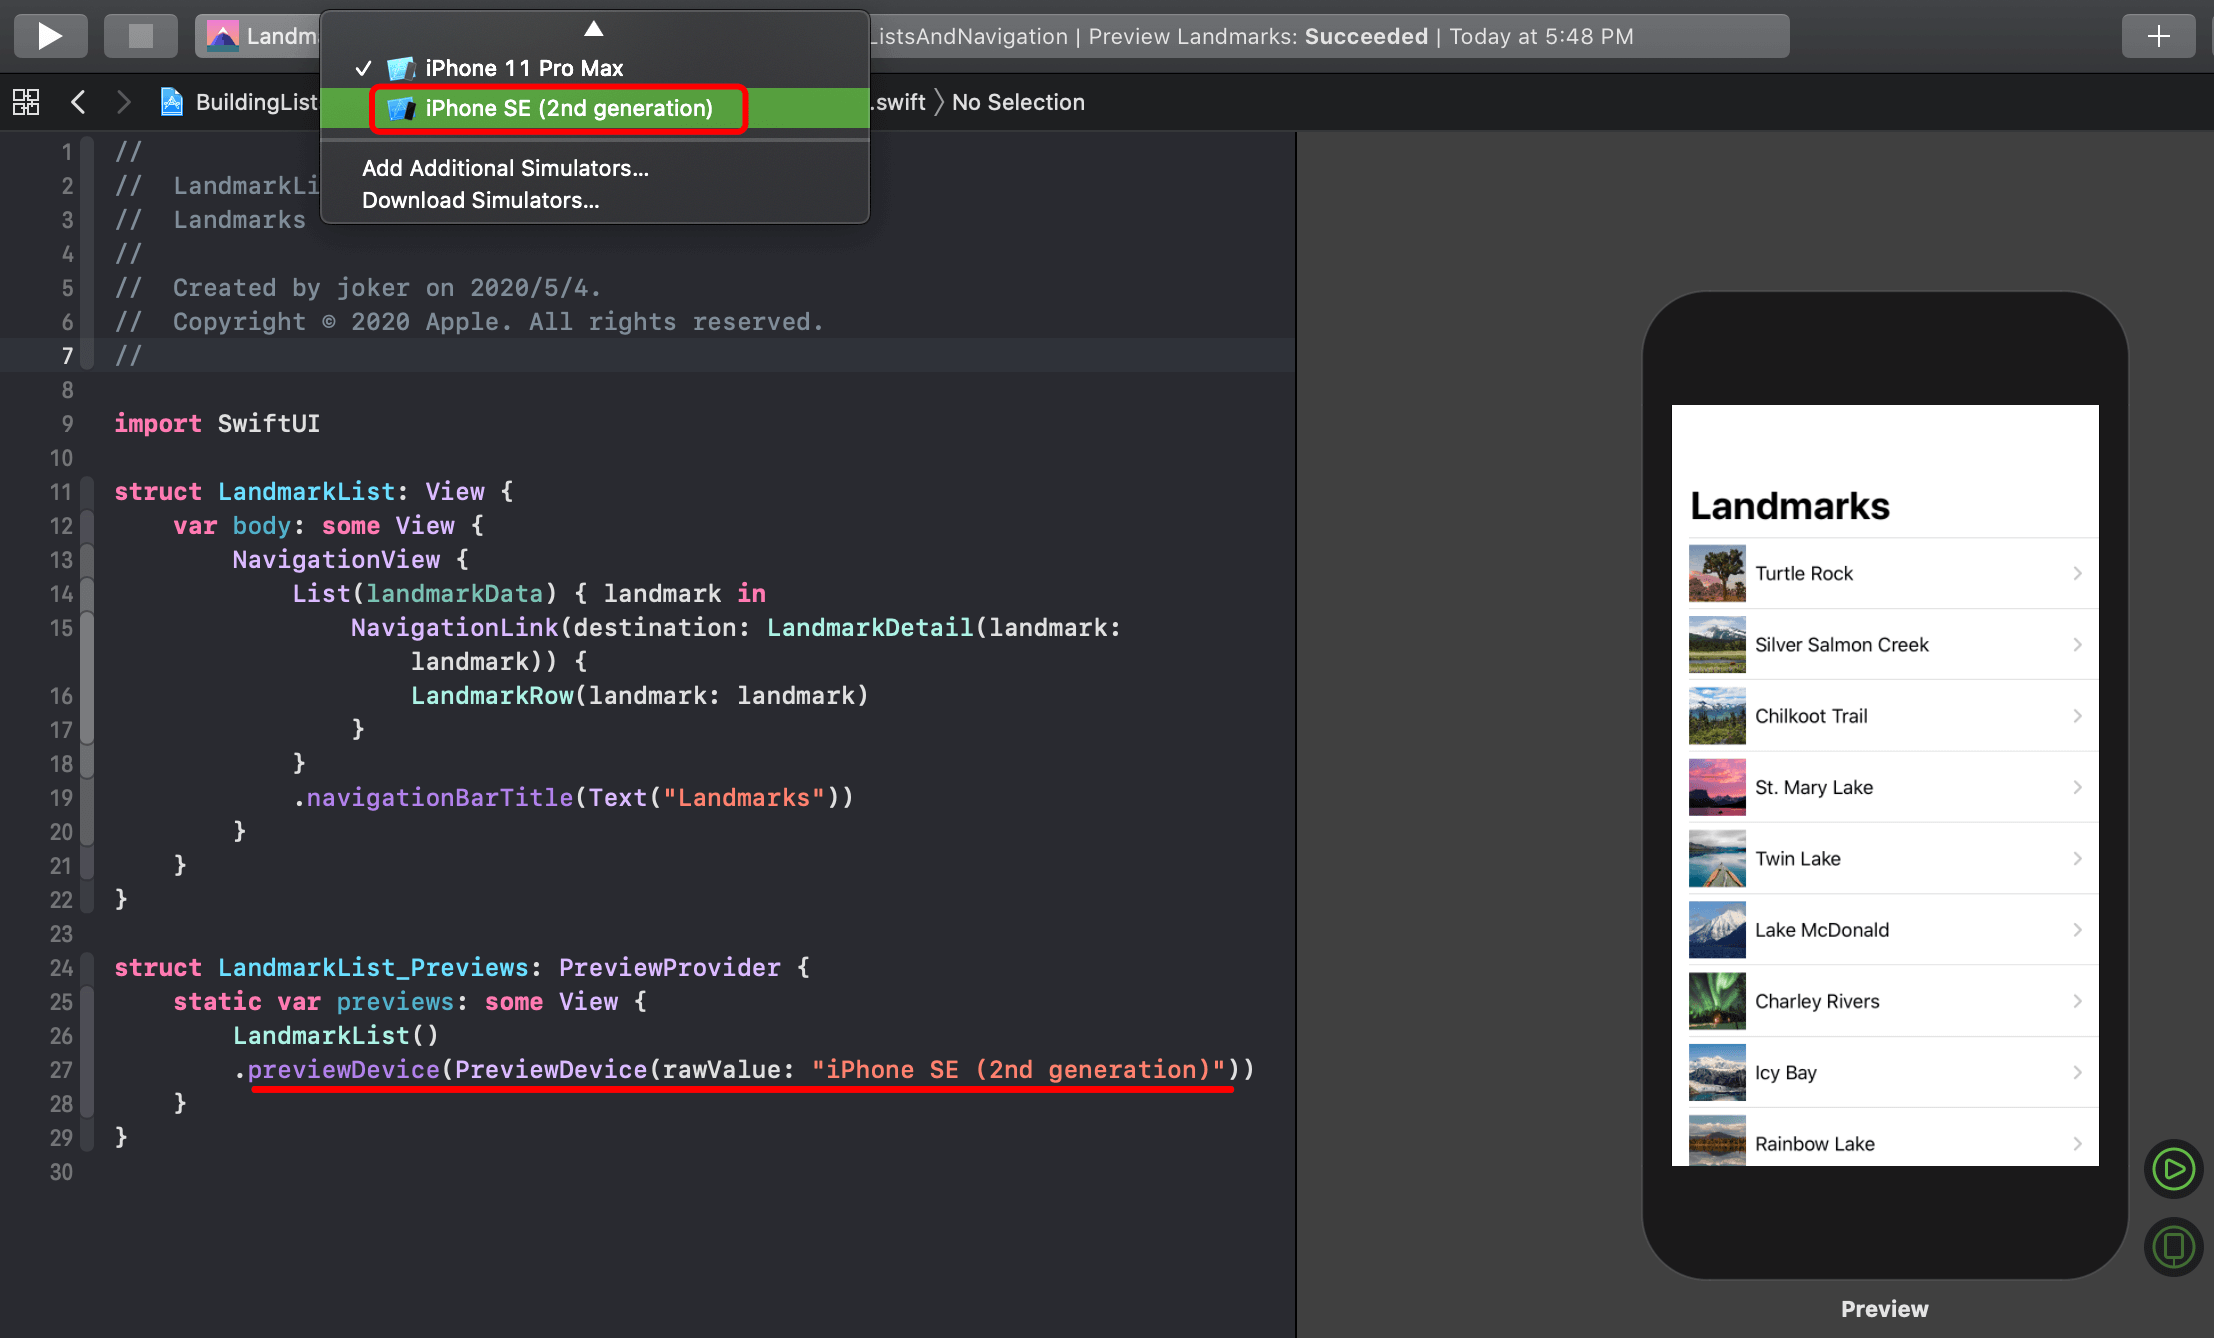 Landm
ListsAndNavigation | Preview Landmarks: Succeeded | Today at 5:48 PM
✓ iPhone 11 Pro Max
iPhone SE (2nd generation)
Add Additional Simulators...
Download Simulators...
BuildingList
.swift 〉 No Selection
1 //
2 //  LandmarkLi
3 //  Landmarks
4 //
5 //  Created by joker on 2020/5/4.
6 //  Copyright © 2020 Apple. All rights reserved.
7 //
8
9 import SwiftUI
10
11 struct LandmarkList: View {
12     var body: some View {
13         NavigationView {
14             List(landmarkData) { landmark in
15                 NavigationLink(destination: LandmarkDetail(landmark:
                    landmark)) {
16                     LandmarkRow(landmark: landmark)
17                 }
18             }
19             .navigationBarTitle(Text("Landmarks"))
20         }
21     }
22 }
23
24 struct LandmarkList_Previews: PreviewProvider {
25     static var previews: some View {
26         LandmarkList()
27         .previewDevice(PreviewDevice(rawValue: "iPhone SE (2nd generation)"))
28     }
29 }
30
Landmarks
Turtle Rock
Silver Salmon Creek
Chilkoot Trail
St. Mary Lake
Twin Lake
Lake McDonald
Charley Rivers
Icy Bay
Rainbow Lake
Preview